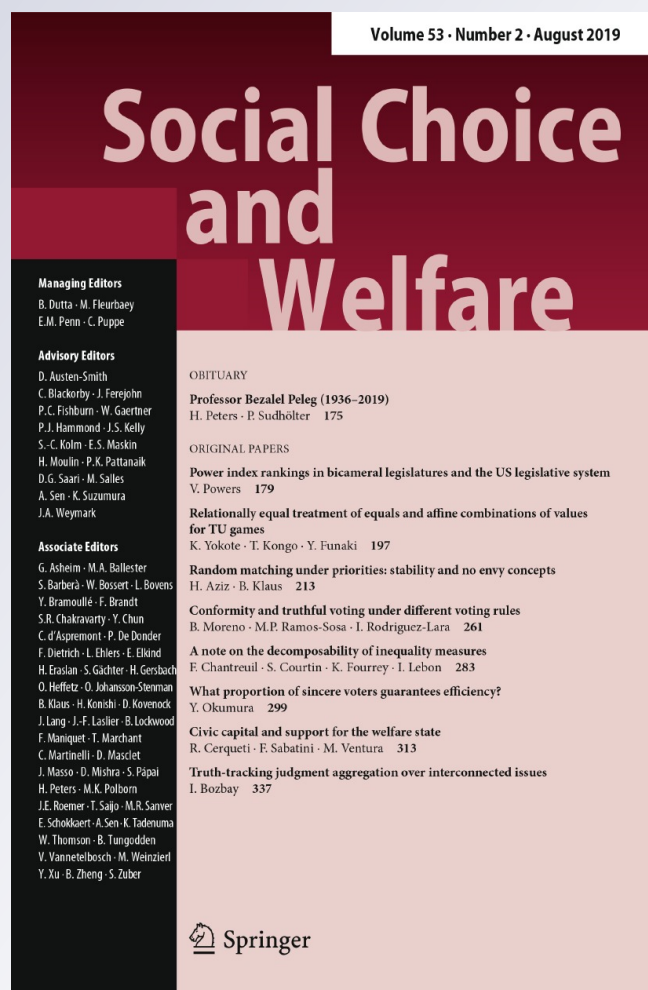 Volume 53 · Number 2 · August 2019
Social Choice
and
Welfare
Managing Editors
B. Dutta · M. Fleurbaey
E.M. Penn · C. Puppe
Advisory Editors
D. Austen-Smith
C. Blackorby · J. Ferejohn
P.C. Fishburn · W. Gaertner
P.J. Hammond · J.S. Kelly
S.-C. Kolm · E.S. Maskin
H. Moulin · P.K. Pattanaik
D.G. Saari · M. Salles
A. Sen · K. Suzumura
J.A. Weymark
Associate Editors
G. Asheim · M.A. Ballester
S. Barberà · W. Bossert · L. Bovens
Y. Bramoullé · F. Brandt
S.R. Chakravarty · Y. Chun
C. d'Aspremont · P. De Donder
F. Dietrich · L. Ehlers · E. Elkind
H. Eraslan · S. Gächter · H. Gersbach
O. Heffetz · O. Johansson-Stenman
B. Klaus · H. Konishi · D. Kovenock
J. Lang · J.-F. Laslier · B. Lockwood
F. Maniquet · T. Marchant
C. Martinelli · D. Masclet
J. Masso · D. Mishra · S. Pápai
H. Peters · M.K. Polborn
J.E. Roemer · T. Saijo · M.R. Sanver
E. Schokkaert · A. Sen · K. Tadenuma
W. Thomson · B. Tungodden
V. Vannetelbosch · M. Weinzierl
Y. Xu · B. Zheng · S. Zuber
OBITUARY
Professor Bezalel Peleg (1936–2019)
H. Peters · P. Sudhölter 175
ORIGINAL PAPERS
Power index rankings in bicameral legislatures and the US legislative system
V. Powers 179
Relationally equal treatment of equals and affine combinations of values
for TU games
K. Yokote · T. Kongo · Y. Funaki 197
Random matching under priorities: stability and no envy concepts
H. Aziz · B. Klaus 213
Conformity and truthful voting under different voting rules
B. Moreno · M.P. Ramos-Sosa · I. Rodriguez-Lara 261
A note on the decomposability of inequality measures
F. Chantreuil · S. Courtin · K. Fourrey · I. Lebon 283
What proportion of sincere voters guarantees efficiency?
Y. Okumura 299
Civic capital and support for the welfare state
R. Cerqueti · F. Sabatini · M. Ventura 313
Truth-tracking judgment aggregation over interconnected issues
I. Bozbay 337
Springer